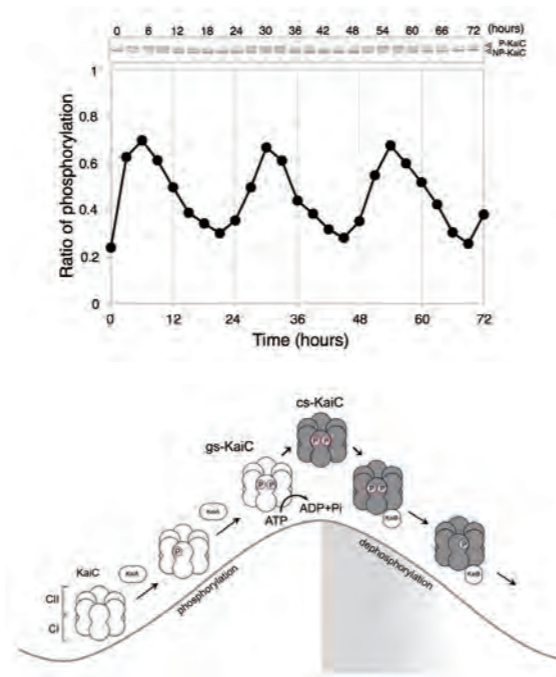 0 6 12 18 24 30 36 42 48 54 60 66 72 (hours)
P-KaiC
NP-KaiC
1
0.8
0.6
0.4
0.2
0
Ratio of phosphorylation
0 12 24 36 48 60 72
Time (hours)
cs-KaiC
P P
gs-KaiC
P P
KaiA
ATP
ADP+Pi
P P
KaiB
KaiA
P
P
KaiB
KaiC
CII
CI
phosphorylation
dephosphorylation